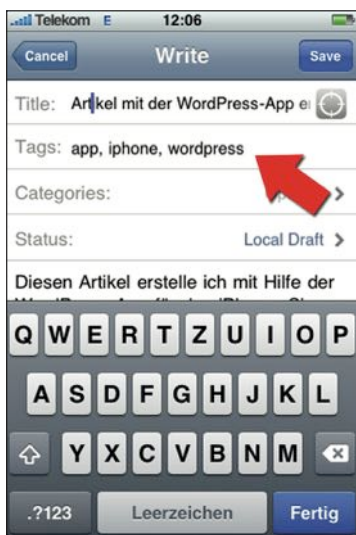 Telekom E 12:06
Cancel Write Save
Title: Artikel mit der WordPress-App
Tags: app, iphone, wordpress
Categories:
Status: Local Draft
Diesen Artikel erstelle ich mit Hilfe der
Q W E R T Z U I O P
A S D F G H J K L
Y X C V B N M
.?123 Leerzeichen Fertig